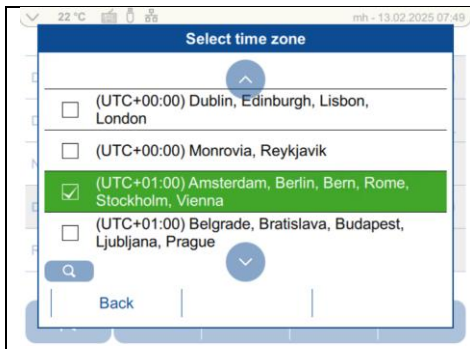 22 °C
mh - 13.02.2025 07:49
Select time zone
(UTC+00:00) Dublin, Edinburgh, Lisbon,
London
(UTC+00:00) Monrovia, Reykjavik
(UTC+01:00) Amsterdam, Berlin, Bern, Rome,
Stockholm, Vienna
(UTC+01:00) Belgrade, Bratislava, Budapest,
Ljubljana, Prague
Back